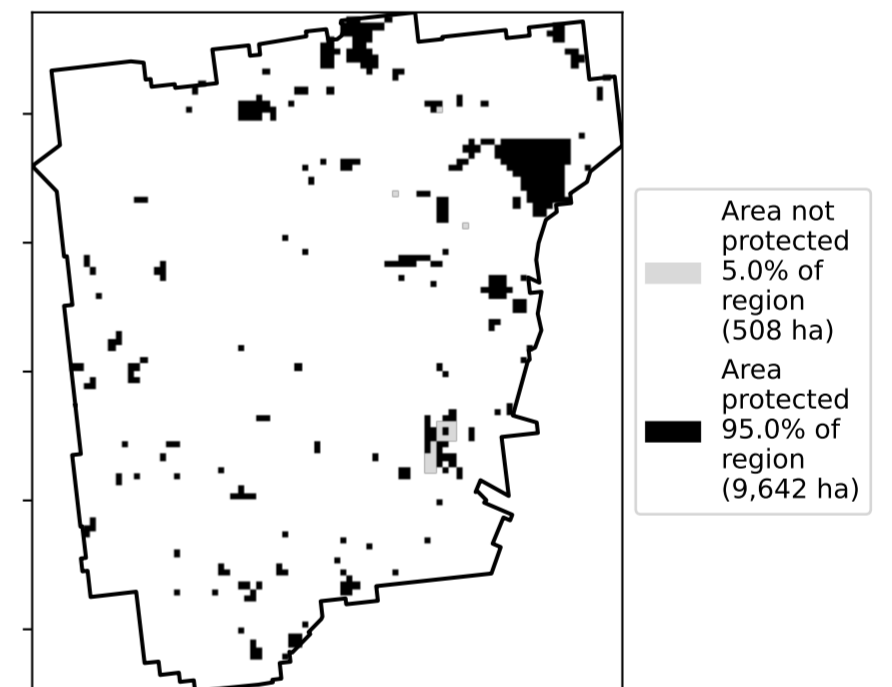 Area not
protected
5.0% of
region
(508 ha)
Area
protected
95.0% of
region
(9,642 ha)